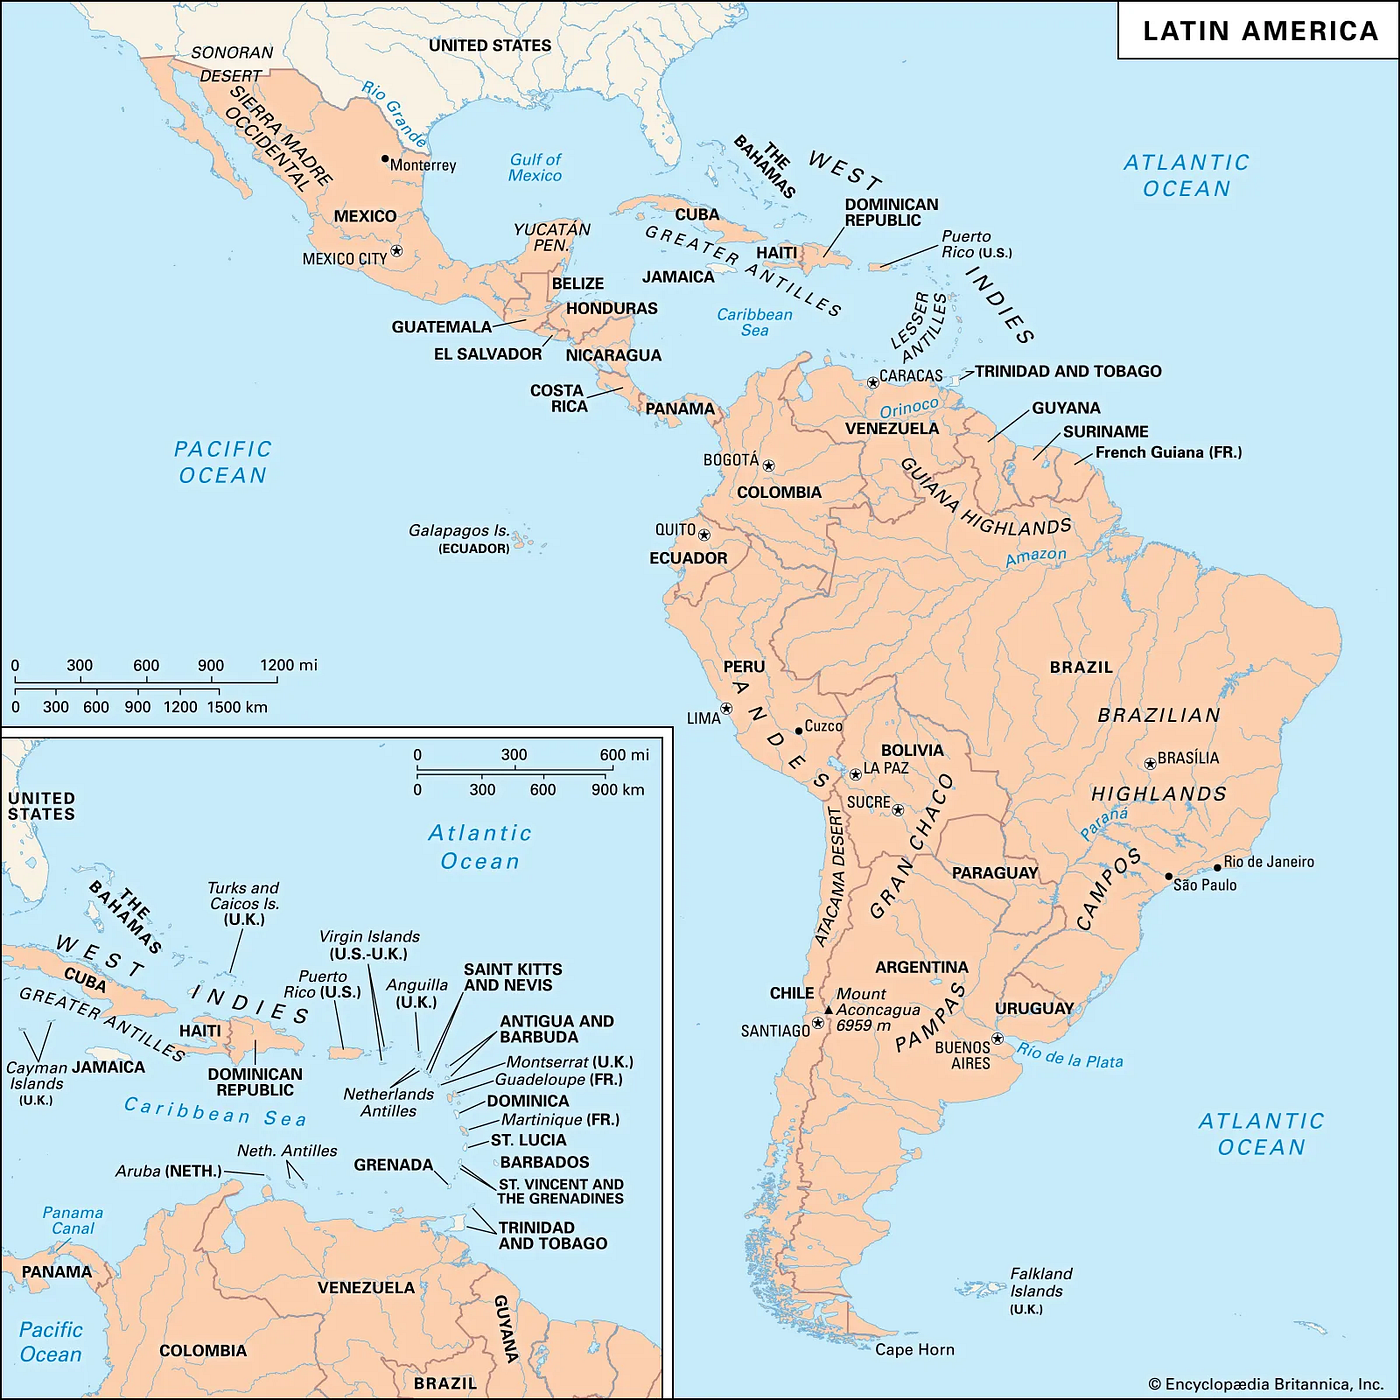 LATIN AMERICA
SONORAN
DESERT
UNITED STATES
Rio Grande
SIERRA MADRE
OCCIDENTAL
Monterrey
Gulf of
Mexico
THE
BAHAMAS
WEST
INDIES
ATLANTIC
OCEAN
MEXICO
MEXICO CITY
YUCATÁN
PEN.
CUBA
DOMINICAN
REPUBLIC
Puerto
Rico (U.S.)
HAITI
GREATER ANTILLES
JAMAICA
BELIZE
HONDURAS
Caribbean
Sea
LESSER
ANTILLES
GUATEMALA
EL SALVADOR
NICARAGUA
COSTA
RICA
PANAMA
CARACAS
TRINIDAD AND TOBAGO
Orinoco
VENEZUELA
GUYANA
SURINAME
French Guiana (FR.)
PACIFIC
OCEAN
BOGOTÁ
COLOMBIA
GUIANA HIGHLANDS
Galapagos Is.
(ECUADOR)
QUITO
ECUADOR
Amazon
PERU
ANDES
BRAZIL
LIMA
Cuzco
BRAZILIAN
HIGHLANDS
BRASÍLIA
BOLIVIA
LA PAZ
SUCRE
GRAN CHACO
Paraná
ATACAMA DESERT
PARAGUAY
CAMPOS
Rio de Janeiro
São Paulo
ARGENTINA
CHILE
Mount
Aconcagua
6959 m
SANTIAGO
PAMPAS
URUGUAY
BUENOS
AIRES
Río de la Plata
ATLANTIC
OCEAN
Falkland
Islands
(U.K.)
Cape Horn
© Encyclopædia Britannica, Inc.
0 300 600 900 1200 mi
0 300 600 900 1200 1500 km
0 300 600 mi
0 300 600 900 km
UNITED
STATES
Atlantic
Ocean
THE
BAHAMAS
Turks and
Caicos Is.
(U.K.)
WEST
INDIES
CUBA
GREATER ANTILLES
Virgin Islands
(U.S.-U.K.)
Puerto
Rico (U.S.)
Anguilla
(U.K.)
SAINT KITTS
AND NEVIS
HAITI
ANTIGUA AND
BARBUDA
Cayman
Islands
(U.K.)
JAMAICA
DOMINICAN
REPUBLIC
Netherlands
Antilles
Montserrat (U.K.)
Guadeloupe (FR.)
DOMINICA
Martinique (FR.)
ST. LUCIA
Caribbean Sea
Neth. Antilles
Aruba (NETH.)
GRENADA
BARBADOS
ST. VINCENT AND
THE GRENADINES
TRINIDAD
AND TOBAGO
Panama
Canal
PANAMA
VENEZUELA
GUYANA
Pacific
Ocean
COLOMBIA
BRAZIL